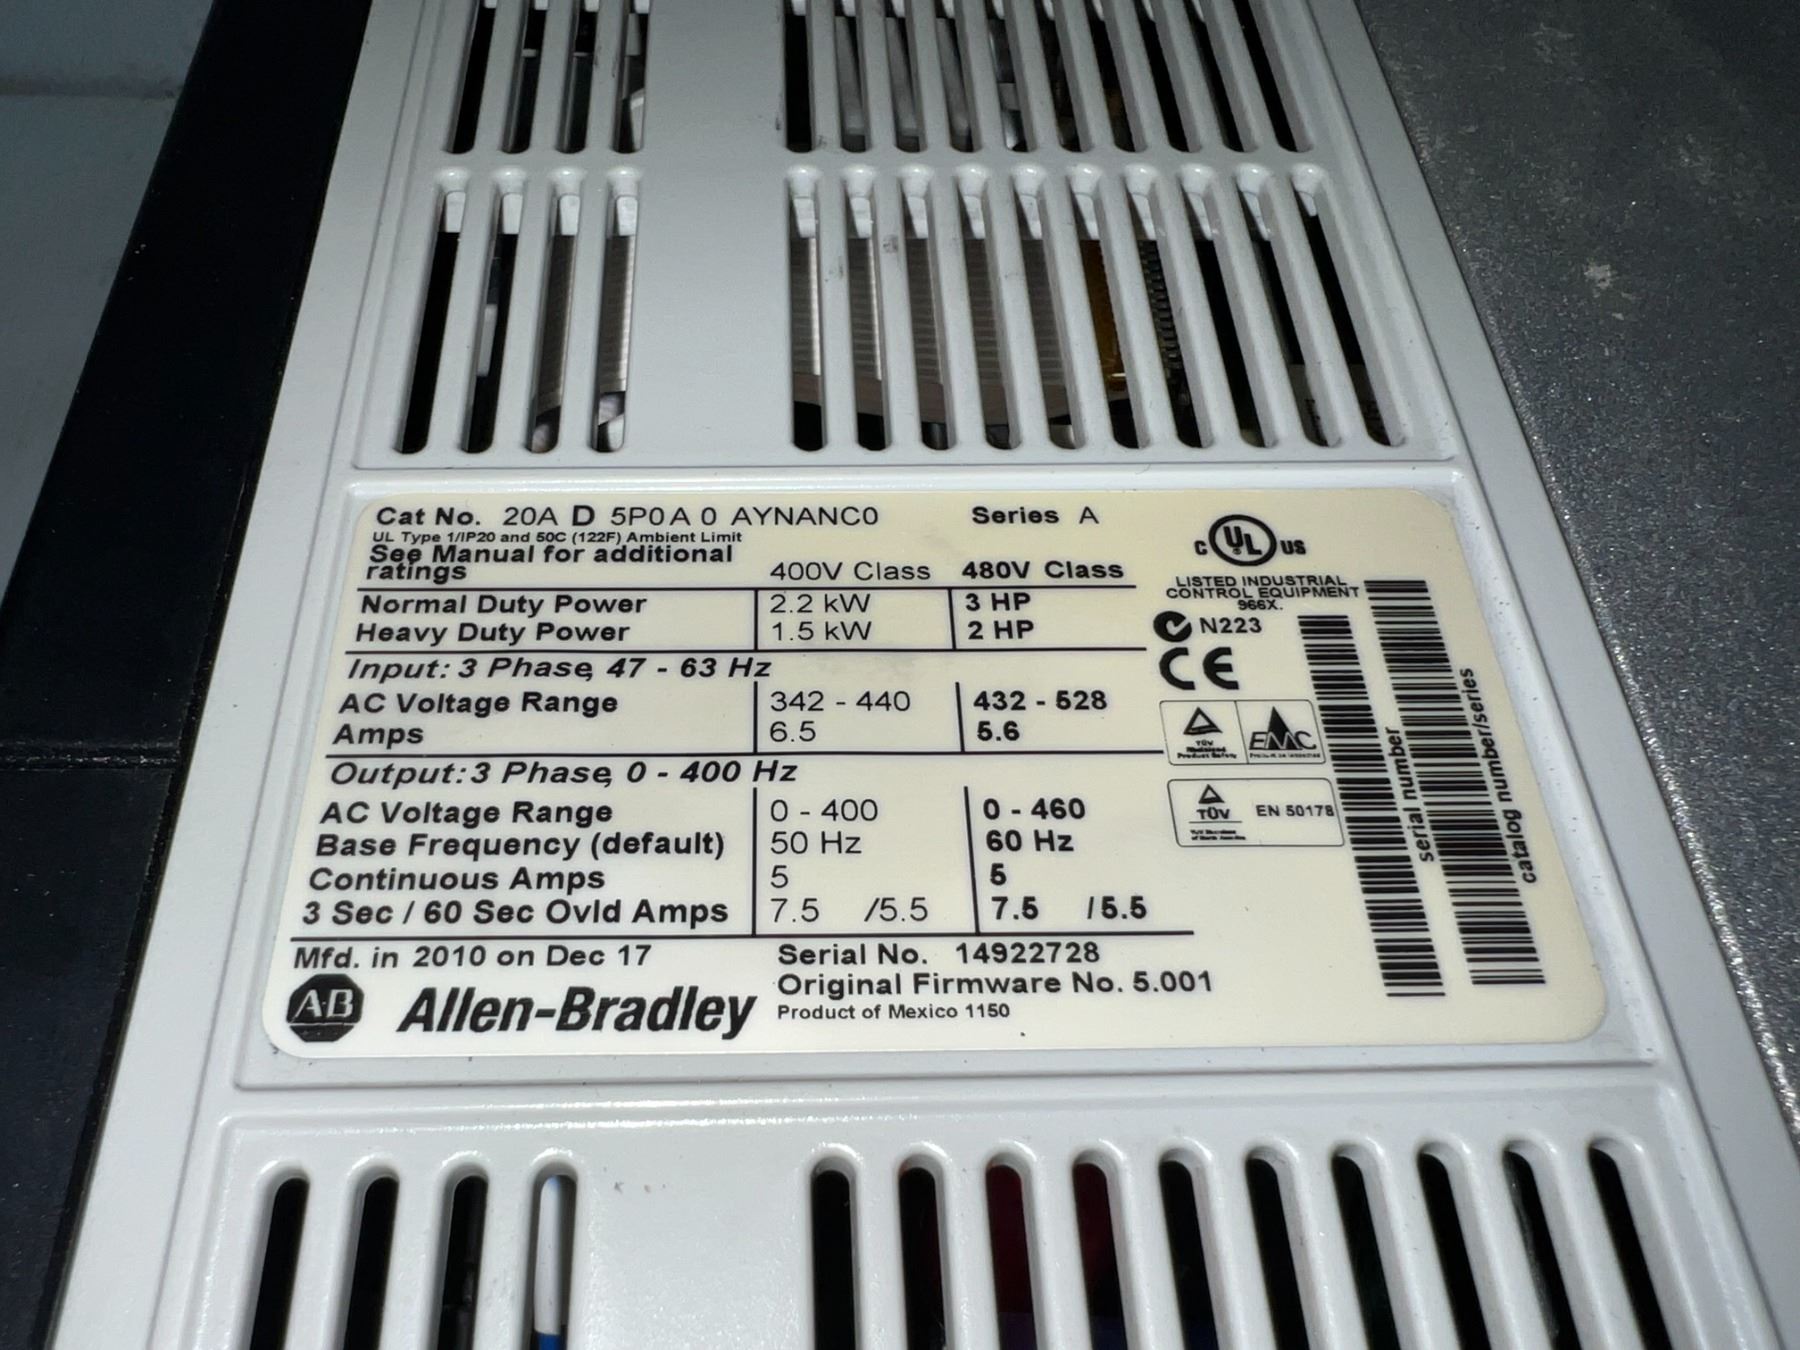 Cat No. 20A D 5P0 A 0 AYNANC0 Series A
UL Type 1/IP20 and 50C (122F) Ambient Limit
See Manual for additional
ratings 400V Class 480V Class
Normal Duty Power 2.2 kW 3 HP
Heavy Duty Power 1.5 kW 2 HP
Input: 3 Phase, 47 - 63 Hz
AC Voltage Range 342 - 440 432 - 528
Amps 6.5 5.6
Output: 3 Phase, 0 - 400 Hz
AC Voltage Range 0 - 400 0 - 460
Base Frequency (default) 50 Hz 60 Hz
Continuous Amps 5 5
3 Sec / 60 Sec Ovld Amps 7.5 /5.5 7.5 /5.5
Mfd. in 2010 on Dec 17 Serial No. 14922728
Original Firmware No. 5.001
AB Allen-Bradley Product of Mexico 1150
C UL US
LISTED INDUSTRIAL
CONTROL EQUIPMENT
966X.
N223
CE
TÜV
Product Safety
EMC
TÜV
EN 50178
serial number
catalog number/series